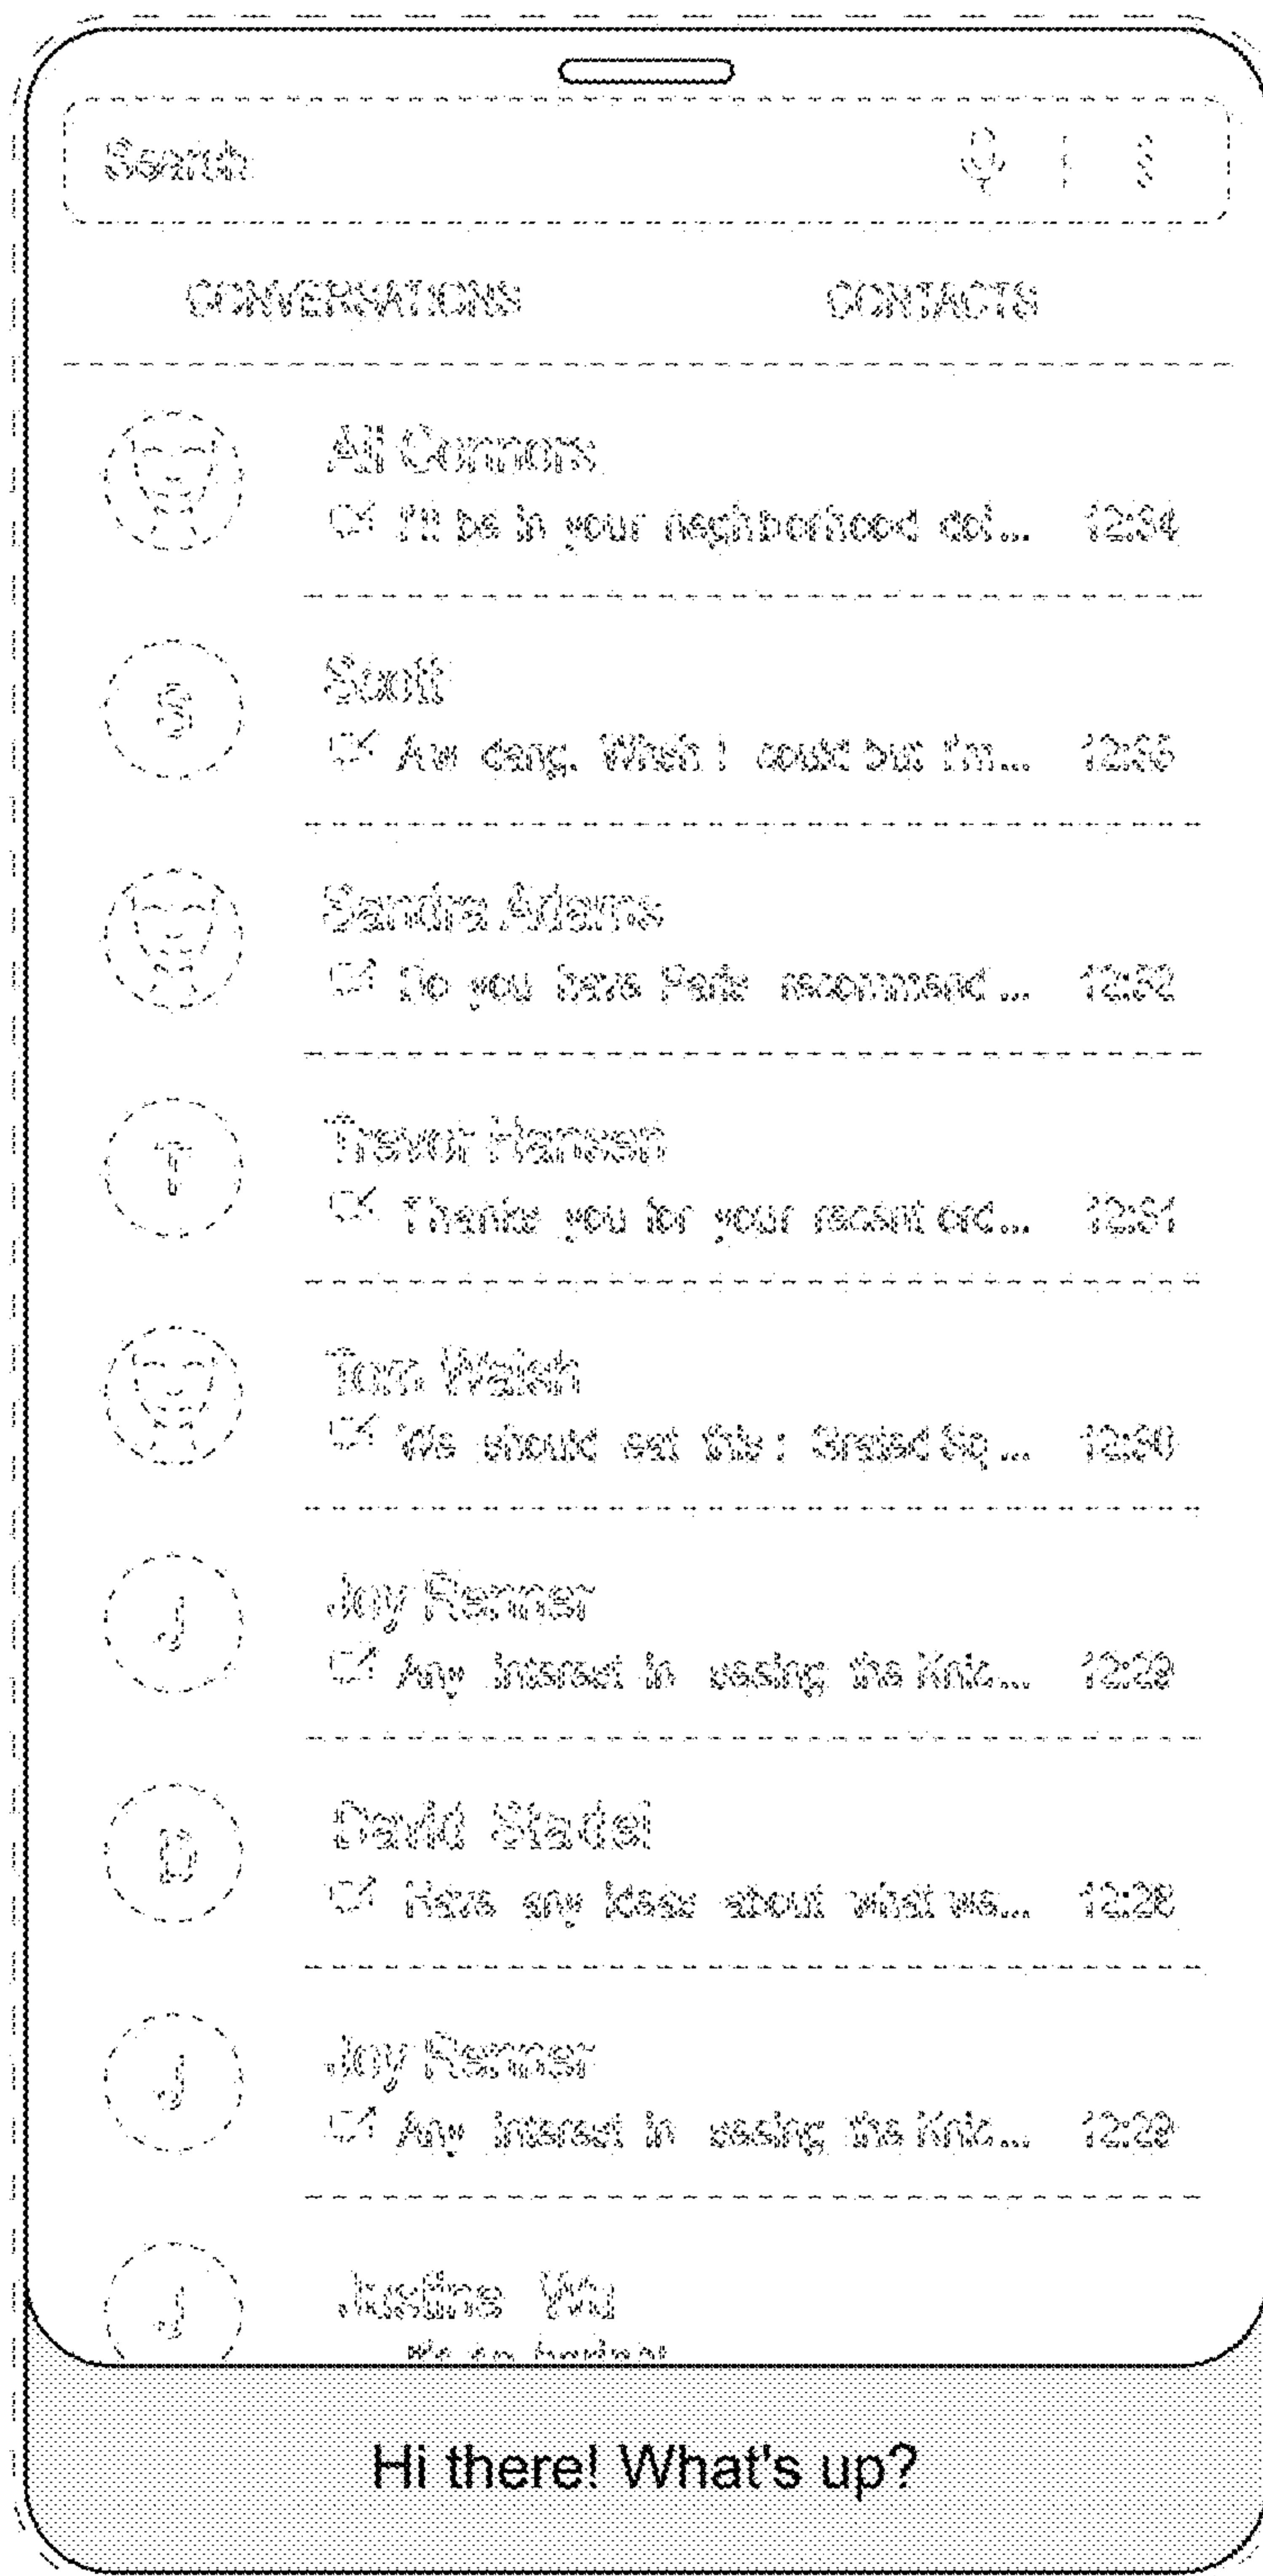 Search
CONVERSATIONS CONTACTS
Ali Connors
I'll be in your neghborhood doi... 12:34
S
Scott
Aw dang. Whsh I could but I'm... 12:35
Sandra Adams
Do you have Paris recommend... 12:32
T
Trevor Hansen
Thanks you for your recent ord... 12:31
Tom Walsh
We should eat this: Grated Sq... 12:30
J
Joy Renner
Any interest in seeing the Knic... 12:29
D
David Stadel
Have any ideas about what we... 12:28
J
Joy Renner
Any interest in seeing the Knic... 12:29
J
Justine Wu
Hi there! What's up?